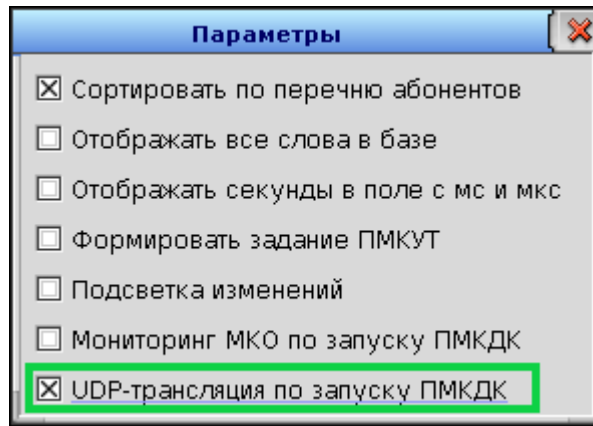 Параметры
Сортировать по перечню абонентов
Отображать все слова в базе
Отображать секунды в поле с мс и мкс
Формировать задание ПМКУТ
Подсветка изменений
Мониторинг МКО по запуску ПМКДК
UDP-трансляция по запуску ПМКДК